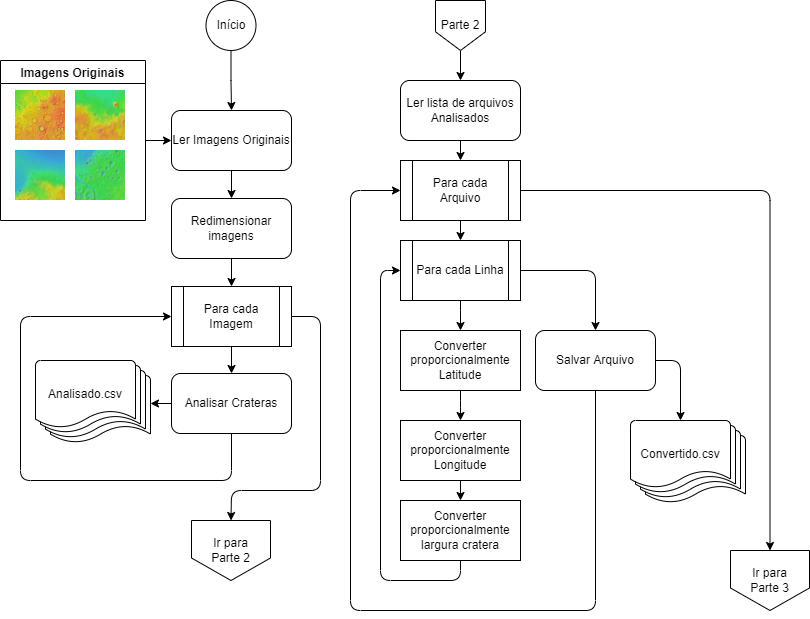 Início
Imagens Originais
Ler Imagens Originais
Redimensionar
imagens
Para cada
Imagem
Analisado.csv
Analisar Crateras
Ir para
Parte 2
Parte 2
Ler lista de arquivos
Analisados
Para cada
Arquivo
Para cada Linha
Converter
proporcionalmente
Latitude
Salvar Arquivo
Converter
proporcionalmente
Longitude
Convertido.csv
Converter
proporcionalmente
largura cratera
Ir para
Parte 3